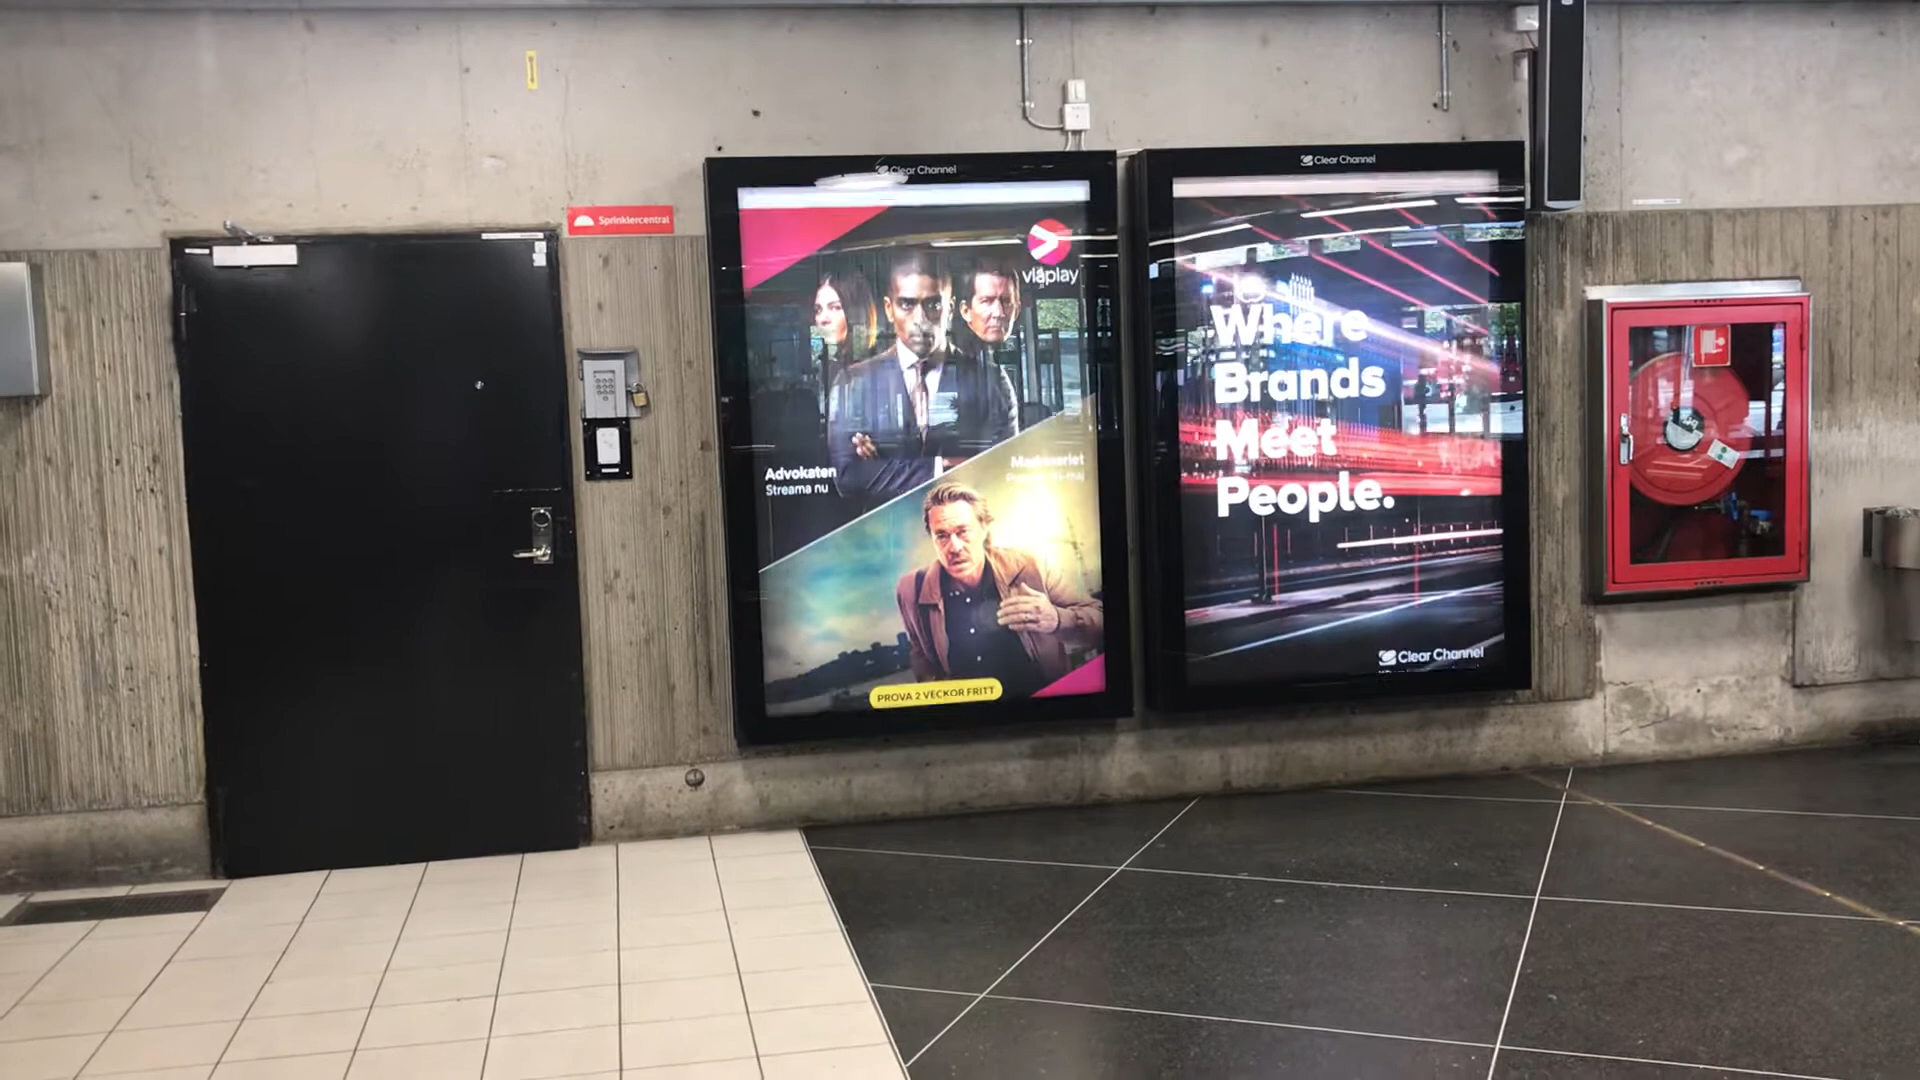 Sprinklercentral
Clear Channel
viaplay
Advokaten
Streama nu
PROVA 2 VECKOR FRITT
Clear Channel
Where
Brands
Meet
People.
Clear Channel